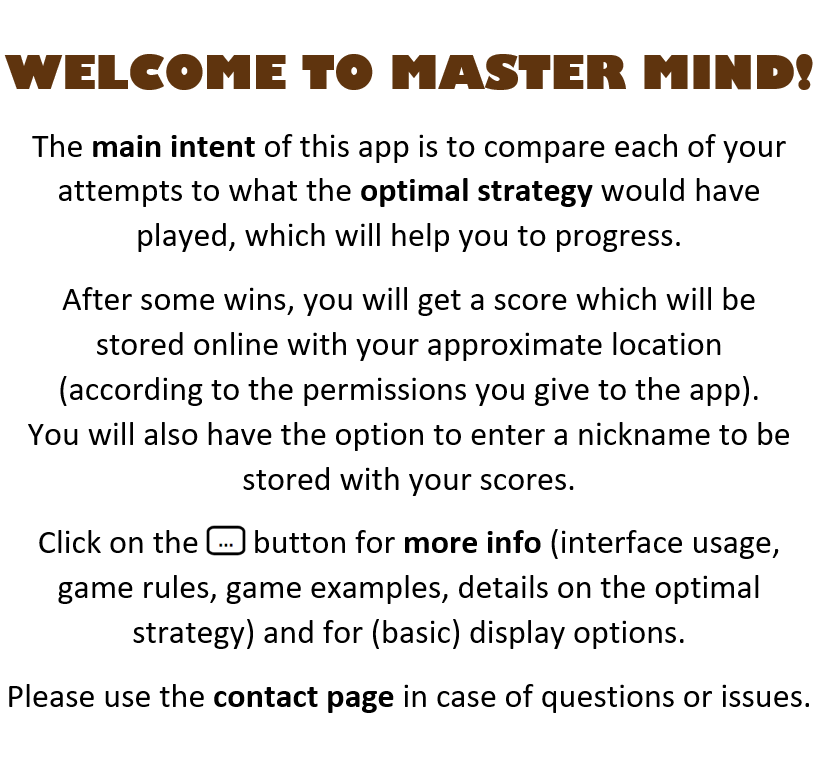 WELCOME TO MASTER MIND!
The main intent of this app is to compare each of your
attempts to what the optimal strategy would have
played, which will help you to progress.
After some wins, you will get a score which will be
stored online with your approximate location
(according to the permissions you give to the app).
You will also have the option to enter a nickname to be
stored with your scores.
Click on the ... button for more info (interface usage,
game rules, game examples, details on the optimal
strategy) and for (basic) display options.
Please use the contact page in case of questions or issues.